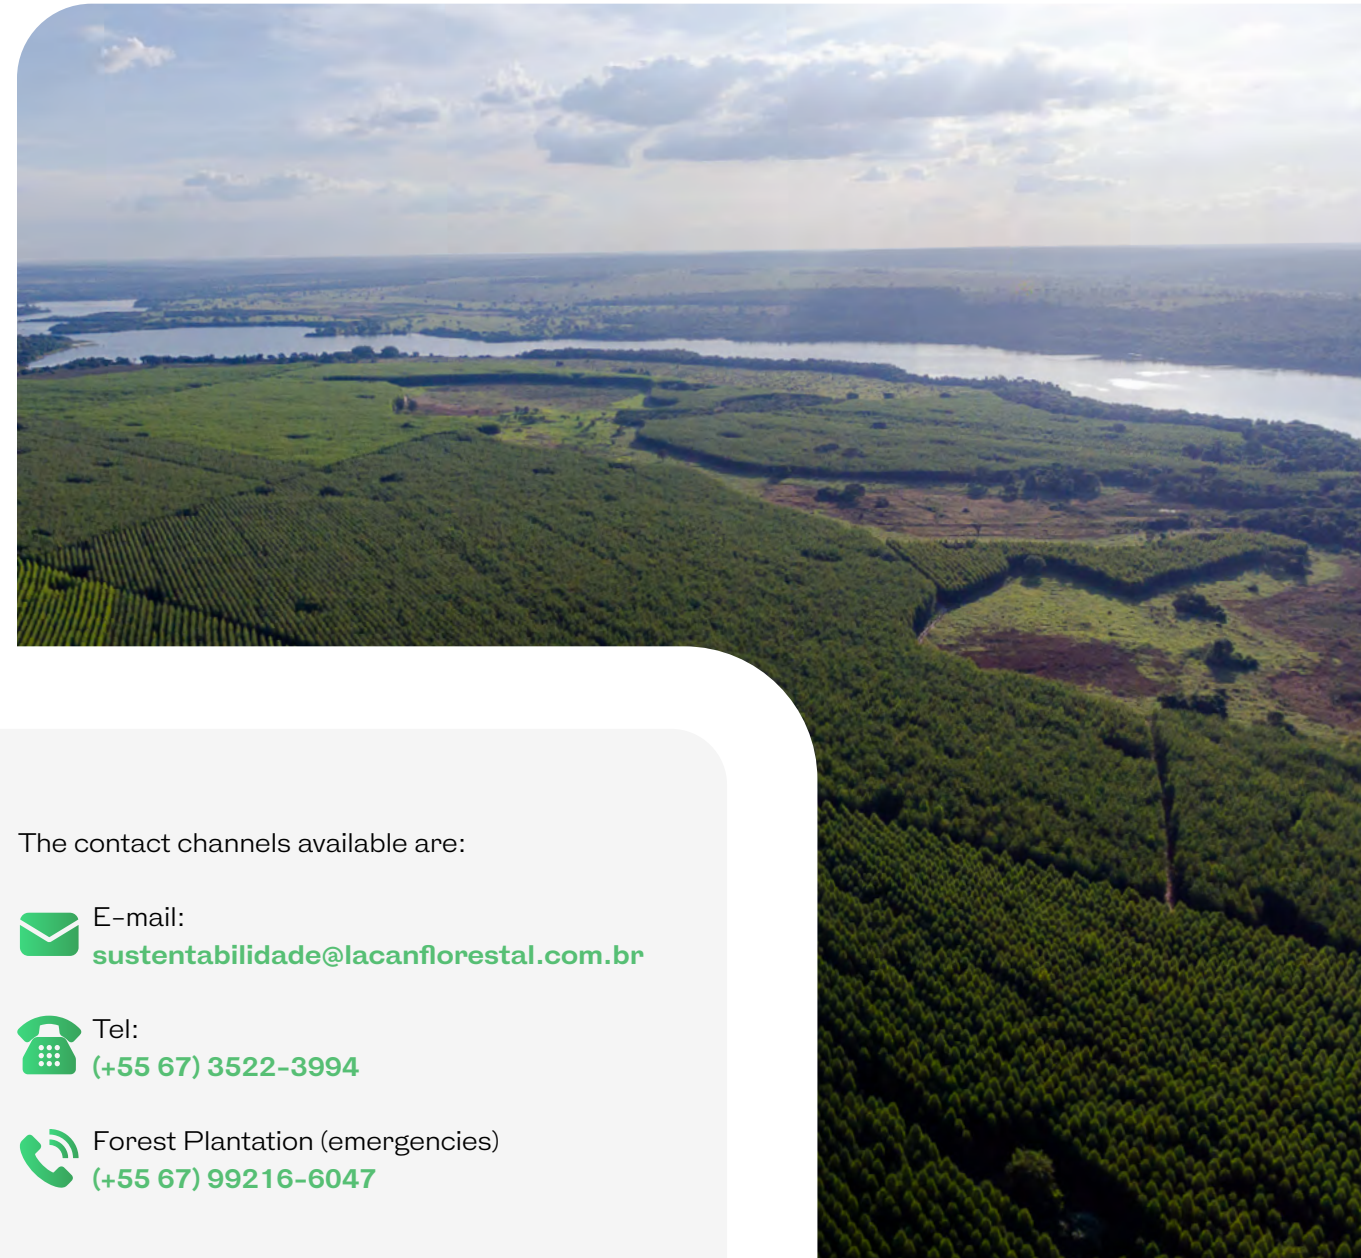 The contact channels available are:
E-mail:
sustentabilidade@lacanflorestal.com.br
Tel:
(+55 67) 3522-3994
Forest Plantation (emergencies)
(+55 67) 99216-6047